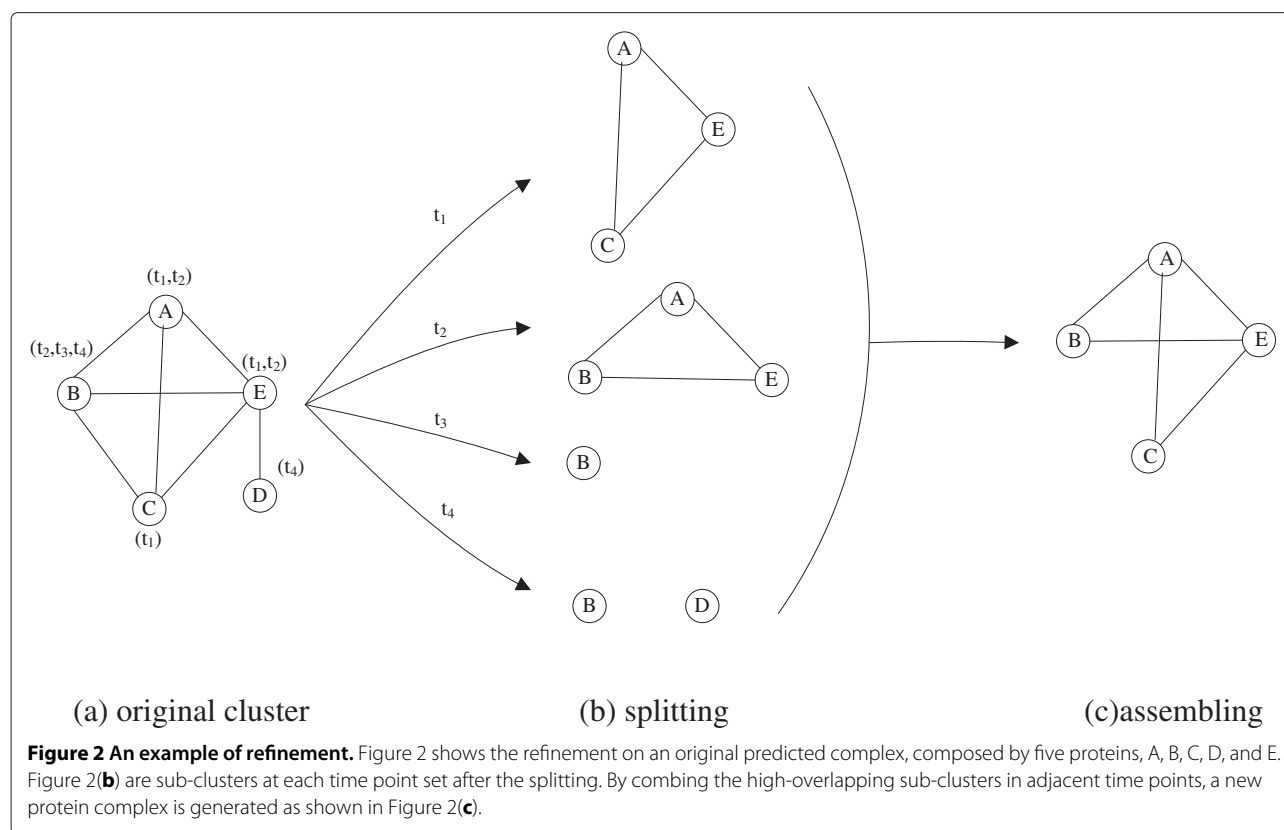 A
E
C
t₁
(t₁,t₂)
A
(t₂,t₃,t₄)
B
(t₁,t₂)
E
(t₄)
D
C
(t₁)
t₂
A
B
E
t₃
B
t₄
B
D
A
B
E
C
(a) original cluster
(b) splitting
(c)assembling
Figure 2 An example of refinement. Figure 2 shows the refinement on an original predicted complex, composed by five proteins, A, B, C, D, and E.
Figure 2(b) are sub-clusters at each time point set after the splitting. By combing the high-overlapping sub-clusters in adjacent time points, a new
protein complex is generated as shown in Figure 2(c).